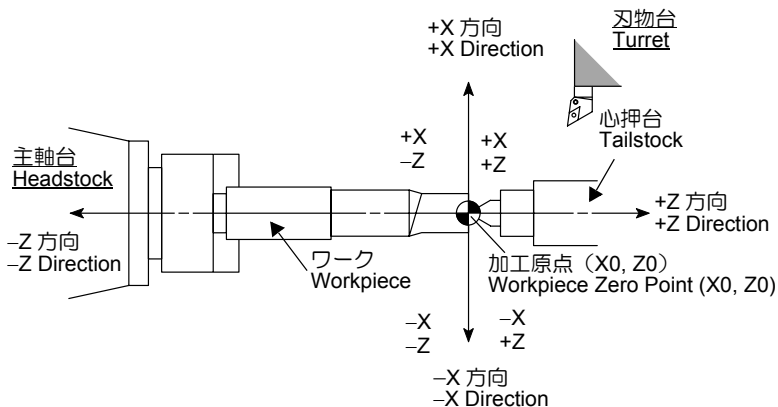 +X 方向
+X Direction
刃物台
Turret
心押台
Tailstock
+X
–Z
+X
+Z
主軸台
Headstock
+Z 方向
+Z Direction
–Z 方向
–Z Direction
ワーク
Workpiece
加工原点（X0, Z0）
Workpiece Zero Point (X0, Z0)
–X
–Z
–X
+Z
–X 方向
–X Direction